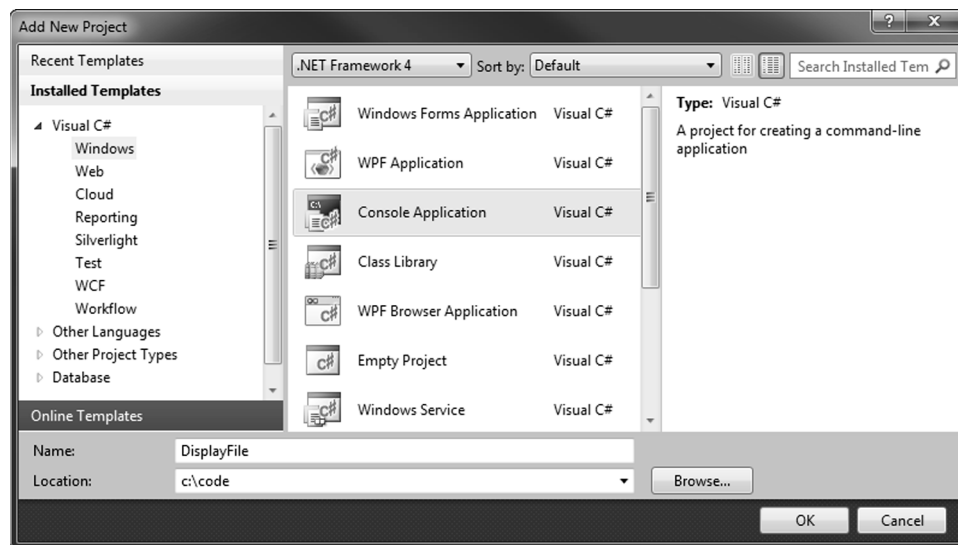 Add New Project
? X
Recent Templates
Installed Templates
Visual C#
Windows
Web
Cloud
Reporting
Silverlight
Test
WCF
Workflow
Other Languages
Other Project Types
Database
Online Templates
.NET Framework 4 Sort by: Default Search Installed Tem
Windows Forms Application Visual C#
WPF Application Visual C#
Console Application Visual C#
Class Library Visual C#
WPF Browser Application Visual C#
Empty Project Visual C#
Windows Service Visual C#
Type: Visual C#
A project for creating a command-line
application
Name: DisplayFile
Location: c:\code Browse...
OK Cancel